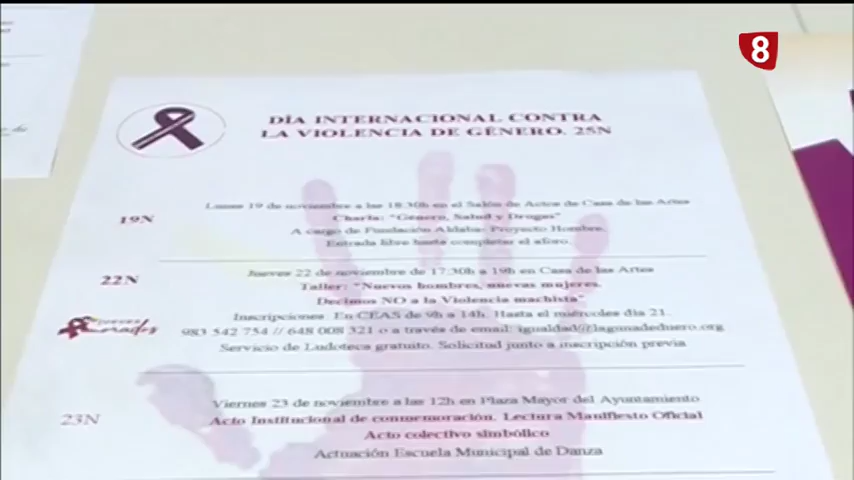 8
DÍA INTERNACIONAL CONTRA
LA VIOLENCIA DE GÉNERO. 25N
19N
Lunes 19 de noviembre a las 18:30h en el Salón de Actos de Casa de las Artes
Charla: "Género, Salud y Drogas"
A cargo de Fundación Aldaba- Proyecto Hombre.
Entrada libre hasta completar el aforo.
22N
Jueves 22 de noviembre de 17:30h a 19h en Casa de las Artes
Taller: "Nuevos hombres, nuevas mujeres.
Decimos NO a la Violencia machista"
Inscripciones: En CEAS de 9h a 14h. Hasta el miércoles día 21.
983 542 754 // 648 008 321 o a través de email: igualdad@lagunadeduero.org
Servicio de Ludoteca gratuito. Solicitud junto a inscripción previa
23N
Viernes 23 de noviembre a las 12h en Plaza Mayor del Ayuntamiento
Acto Institucional de conmemoración. Lectura Manifiesto Oficial
Acto colectivo simbólico
Actuación Escuela Municipal de Danza